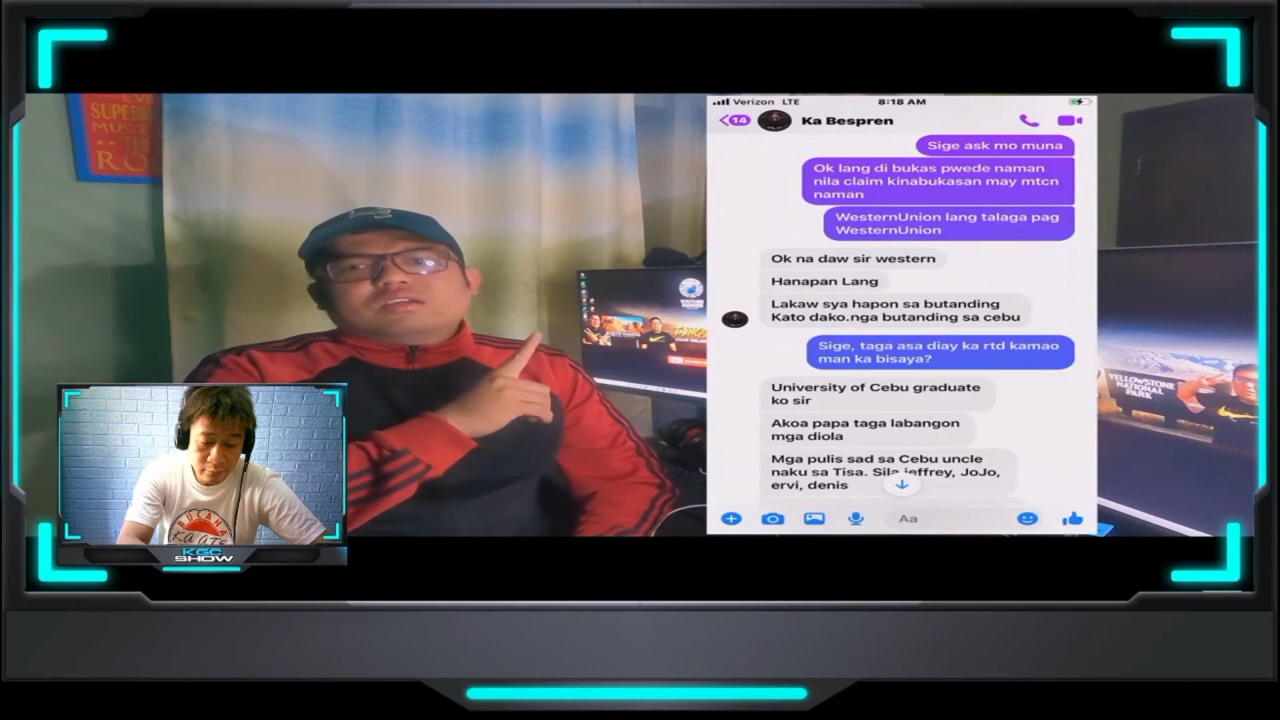 SUPER
MUST
RO
Verizon LTE
8:18 AM
14
Ka Bespren
Sige ask mo muna
Ok lang di bukas pwede naman
nila claim kinabukasan may mtcn
naman
WesternUnion lang talaga pag
WesternUnion
Ok na daw sir western
Hanapan Lang
Lakaw sya hapon sa butanding
Kato dako.nga butanding sa cebu
Sige, taga asa diay ka rtd kamao
man ka bisaya?
University of Cebu graduate
ko sir
Akoa papa taga labangon
mga diola
Mga pulis sad sa Cebu uncle
naku sa Tisa. Sila jeffrey, JoJo,
ervi, denis
Aa
YELLOWSTONE
NATIONAL
PARK
BUCANA
KGC
SHOW